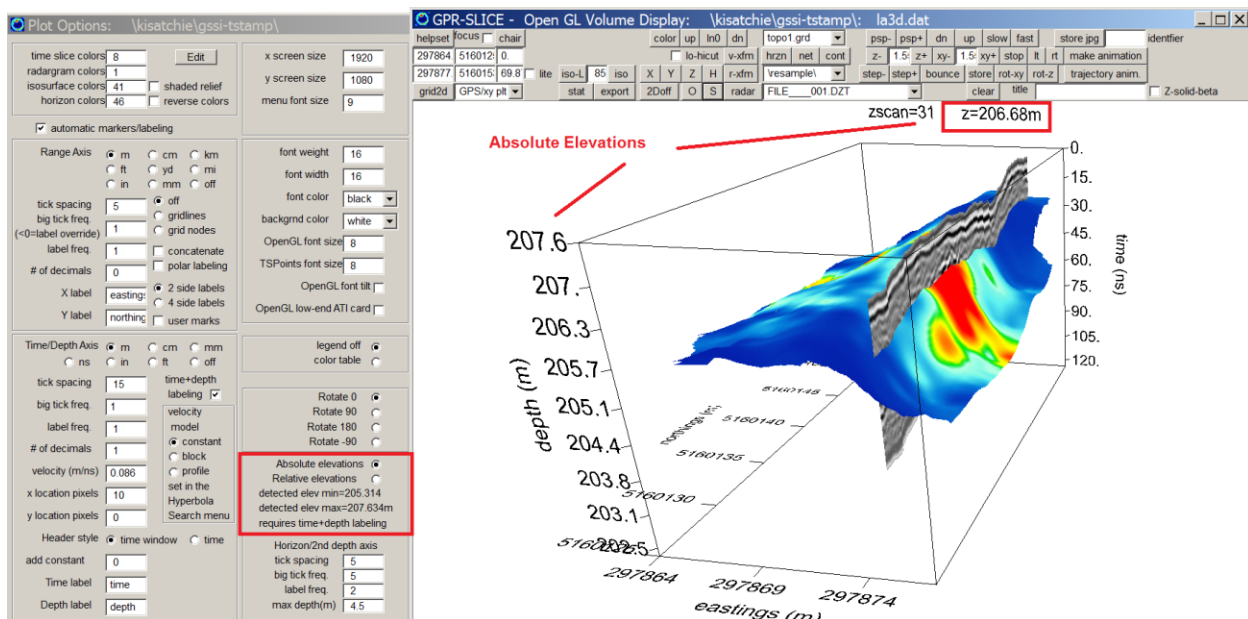 Plot Options: \kisatchie\gssi-tstamp\
time slice colors 8 Edit
radargram colors 1
isosurface colors 41 shaded relief
horizon colors 46 reverse colors
automatic markers/labeling
Range Axis m cm km
ft yd mi
in mm off
tick spacing 5 off
big tick freq. 1 gridlines
(<0=label override) grid nodes
label freq. 1 concatenate
# of decimals 0 polar labeling
X label eastings 2 side labels
4 side labels
Y label northing user marks
Time/Depth Axis m cm mm
ns in ft off
tick spacing 15 time+depth
labeling
big tick freq. 1 velocity
model
label freq. 1 constant
# of decimals 1 block
velocity (m/ns) 0.086 profile
x location pixels 10 set in the
Hyperbola
y location pixels 0 Search menu
Header style time window time
add constant 0
Time label time
Depth label depth
x screen size 1920
y screen size 1080
menu font size 9
font weight 16
font width 16
font color black
backgrnd color white
OpenGL font size 8
TSPoints font size 8
OpenGL font tilt
OpenGL low-end ATI card
legend off
color table
Rotate 0
Rotate 90
Rotate 180
Rotate -90
Absolute elevations
Relative elevations
detected elev min=205.314
detected elev max=207.634m
requires time+depth labeling
Horizon/2nd depth axis
tick spacing 5
big tick freq. 5
label freq. 2
max depth(m) 4.5
GPR-SLICE - Open GL Volume Display: \kisatchie\gssi-tstamp\: la3d.dat
helpset focus chair color up ln0 dn topo1.grd psp- psp+ dn up slow fast store jpg identfier
297864 516012 0. lo-hicut v-xfm hrzn net cont z- 1.5 z+ xy- 1.5 xy+ stop lt rt make animation
297877 516015 69.8 lite iso-L 85 iso X Y Z H r-xfm \resample\ step- step+ bounce store rot-xy rot-z trajectory anim.
grid2d GPS/xy plt stat export 2Doff O S radar FILE____001.DZT clear title Z-solid-beta
zscan=31 z=206.68m
Absolute Elevations
207.6
207.
206.3
205.7
205.1
204.4
203.8
203.1
202.5
depth (m)
0.
15.
30.
45.
60.
75.
90.
105.
120.
time (ns)
5160145
5160140
5160135
5160130
297864
297869
297874
eastings (m)